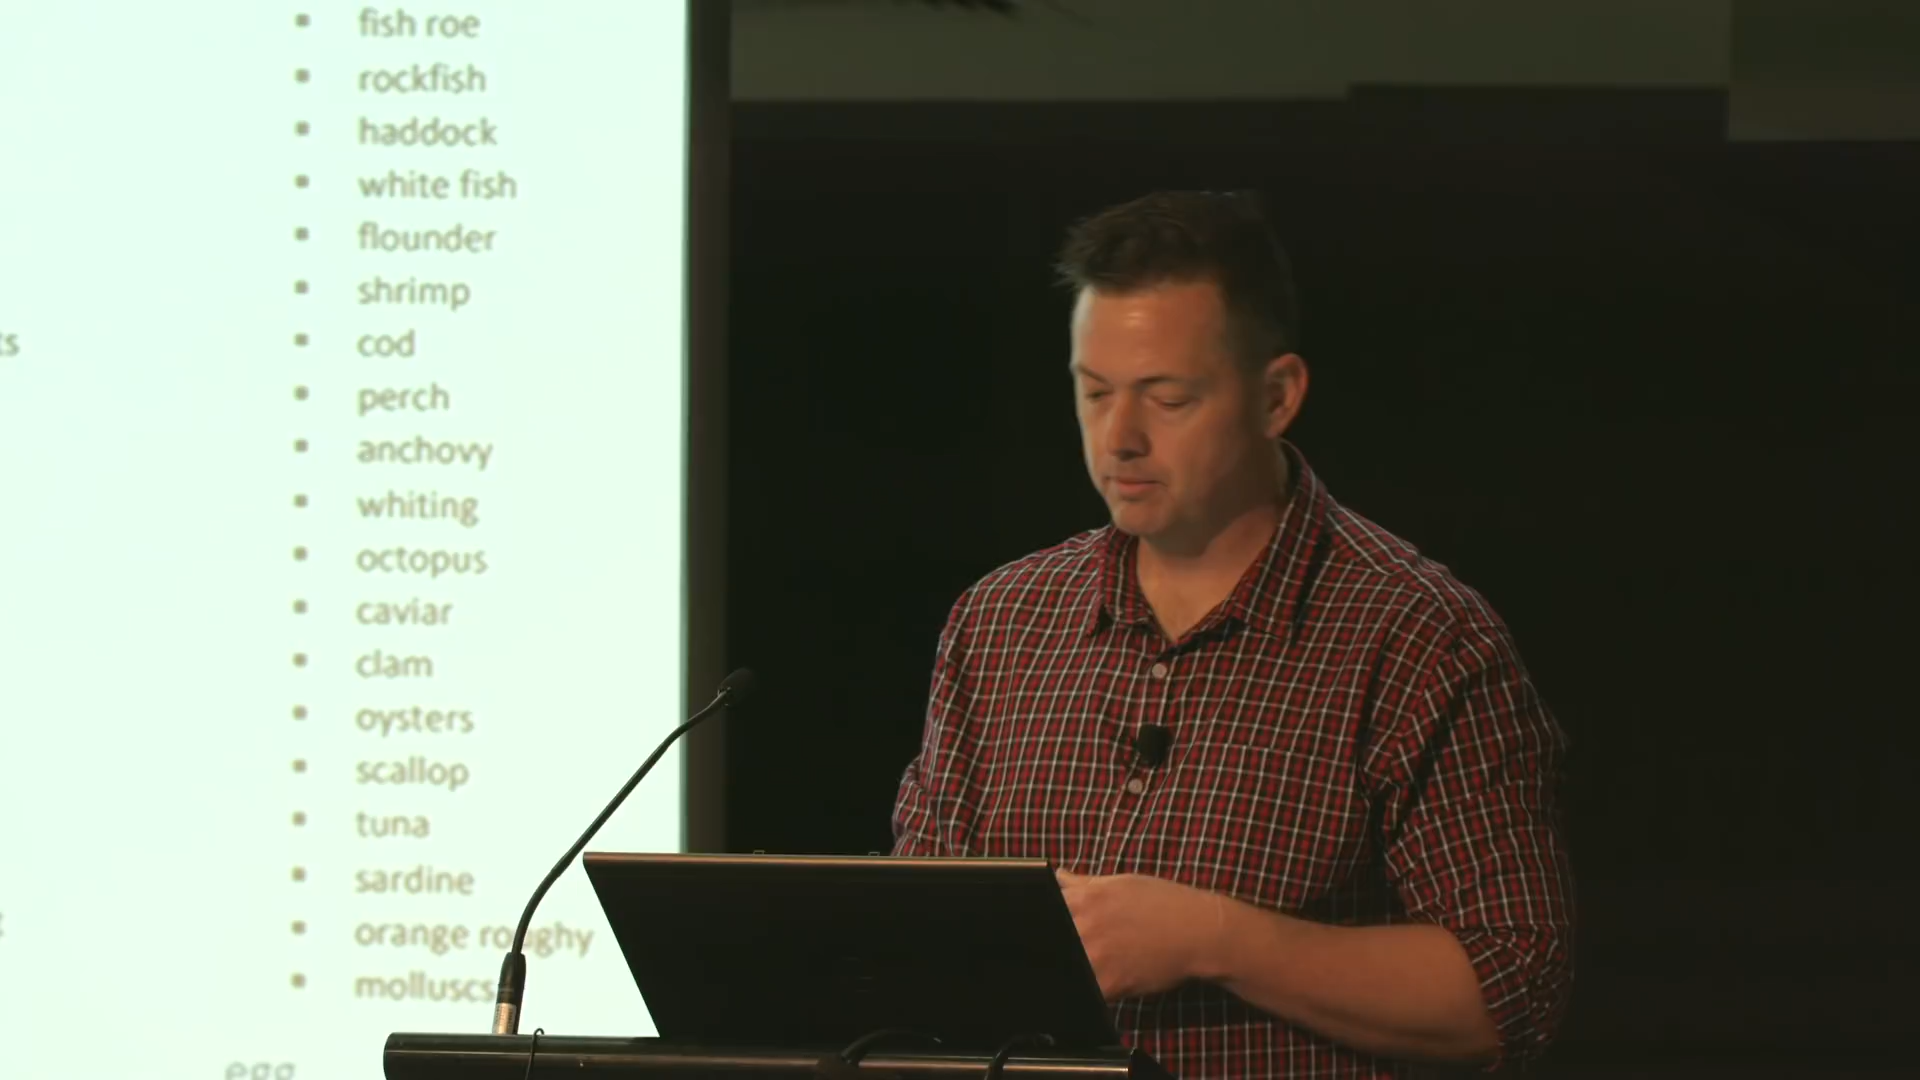 fish roe
rockfish
haddock
white fish
flounder
shrimp
ts
cod
perch
anchovy
whiting
octopus
caviar
clam
oysters
scallop
tuna
sardine
orange roughy
molluscs
egg